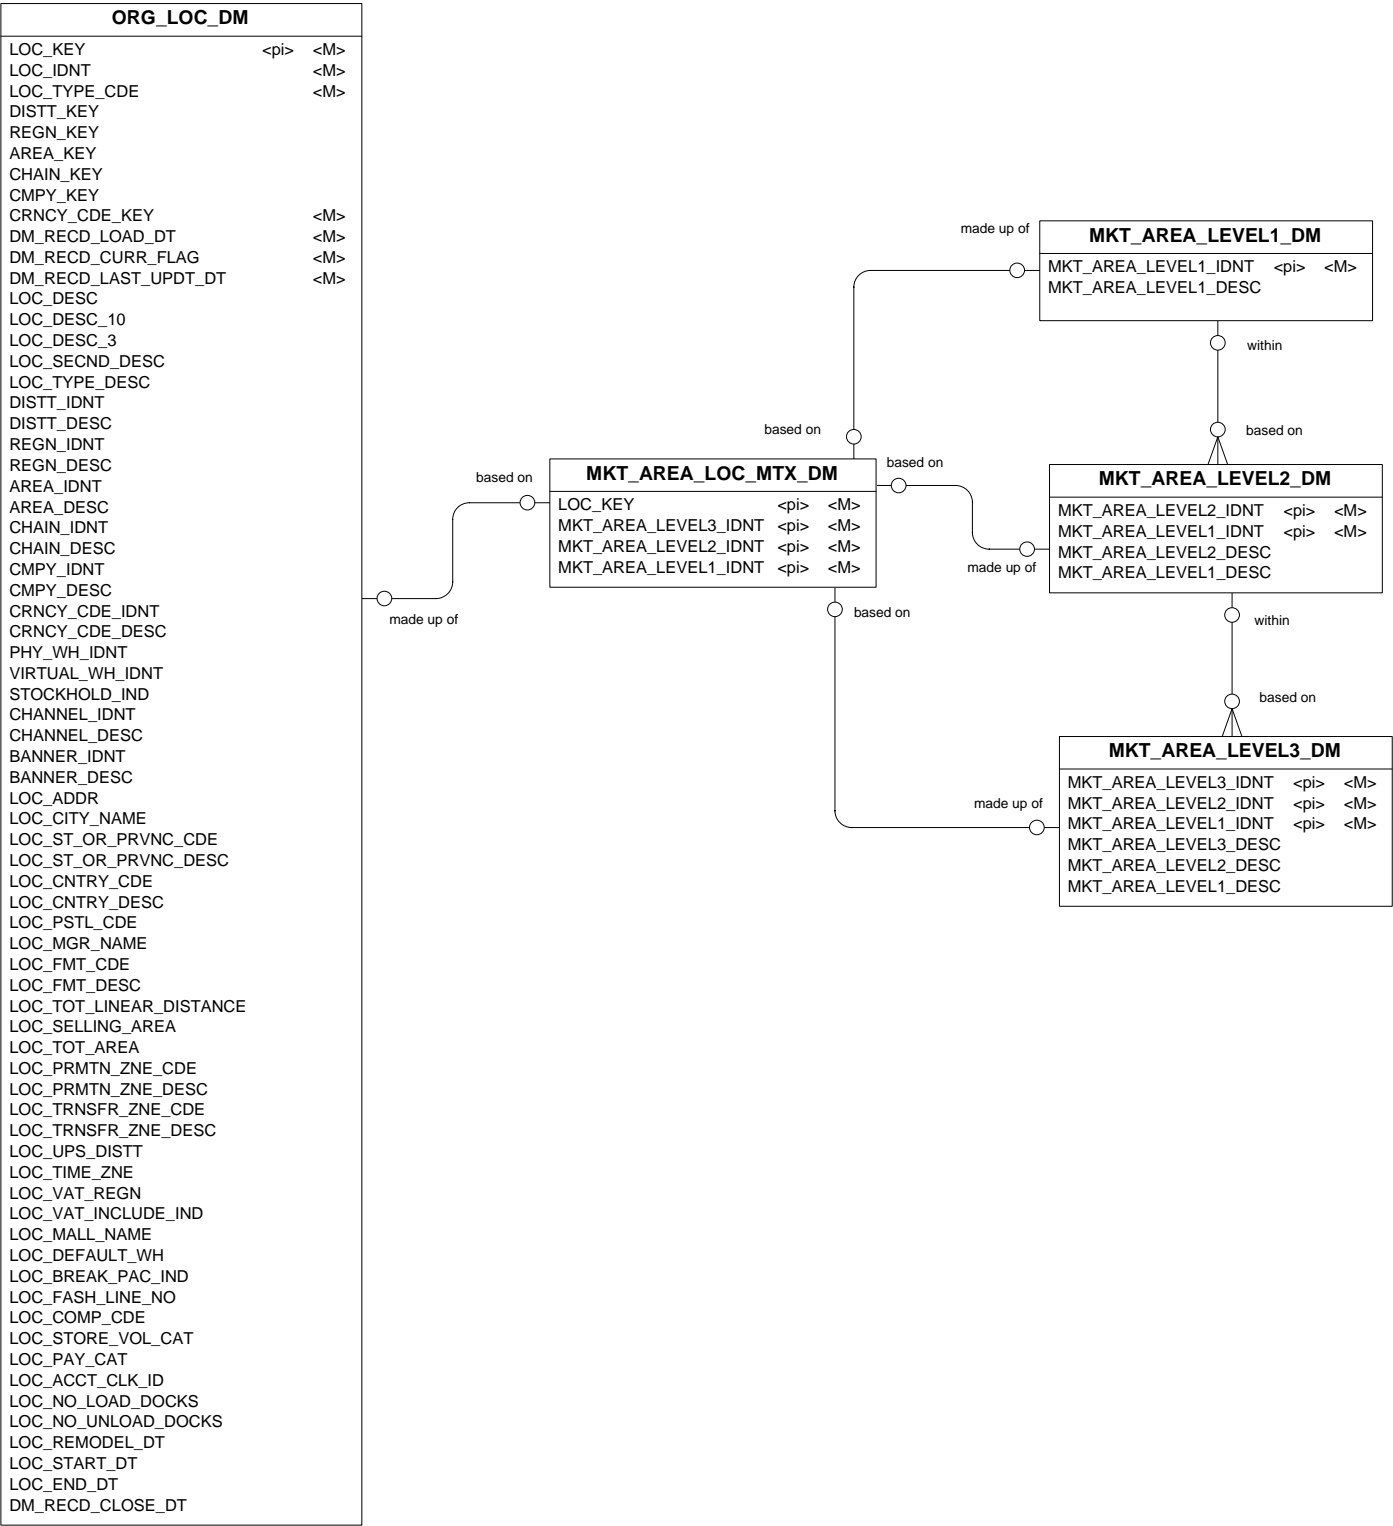 ORG_LOC_DM
LOC_KEY <pi> <M>
LOC_IDNT <M>
LOC_TYPE_CDE <M>
DISTT_KEY
REGN_KEY
AREA_KEY
CHAIN_KEY
CMPY_KEY
CRNCY_CDE_KEY <M>
DM_RECD_LOAD_DT <M>
DM_RECD_CURR_FLAG <M>
DM_RECD_LAST_UPDT_DT <M>
LOC_DESC
LOC_DESC_10
LOC_DESC_3
LOC_SECND_DESC
LOC_TYPE_DESC
DISTT_IDNT
DISTT_DESC
REGN_IDNT
REGN_DESC
AREA_IDNT
AREA_DESC
CHAIN_IDNT
CHAIN_DESC
CMPY_IDNT
CMPY_DESC
CRNCY_CDE_IDNT
CRNCY_CDE_DESC
PHY_WH_IDNT
VIRTUAL_WH_IDNT
STOCKHOLD_IND
CHANNEL_IDNT
CHANNEL_DESC
BANNER_IDNT
BANNER_DESC
LOC_ADDR
LOC_CITY_NAME
LOC_ST_OR_PRVNC_CDE
LOC_ST_OR_PRVNC_DESC
LOC_CNTRY_CDE
LOC_CNTRY_DESC
LOC_PSTL_CDE
LOC_MGR_NAME
LOC_FMT_CDE
LOC_FMT_DESC
LOC_TOT_LINEAR_DISTANCE
LOC_SELLING_AREA
LOC_TOT_AREA
LOC_PRMTN_ZNE_CDE
LOC_PRMTN_ZNE_DESC
LOC_TRNSFR_ZNE_CDE
LOC_TRNSFR_ZNE_DESC
LOC_UPS_DISTT
LOC_TIME_ZNE
LOC_VAT_REGN
LOC_VAT_INCLUDE_IND
LOC_MALL_NAME
LOC_DEFAULT_WH
LOC_BREAK_PAC_IND
LOC_FASH_LINE_NO
LOC_COMP_CDE
LOC_STORE_VOL_CAT
LOC_PAY_CAT
LOC_ACCT_CLK_ID
LOC_NO_LOAD_DOCKS
LOC_NO_UNLOAD_DOCKS
LOC_REMODEL_DT
LOC_START_DT
LOC_END_DT
DM_RECD_CLOSE_DT
made up of
based on
MKT_AREA_LOC_MTX_DM
LOC_KEY <pi> <M>
MKT_AREA_LEVEL3_IDNT <pi> <M>
MKT_AREA_LEVEL2_IDNT <pi> <M>
MKT_AREA_LEVEL1_IDNT <pi> <M>
based on
made up of
based on
made up of
based on
made up of
MKT_AREA_LEVEL1_DM
MKT_AREA_LEVEL1_IDNT <pi> <M>
MKT_AREA_LEVEL1_DESC
within
based on
MKT_AREA_LEVEL2_DM
MKT_AREA_LEVEL2_IDNT <pi> <M>
MKT_AREA_LEVEL1_IDNT <pi> <M>
MKT_AREA_LEVEL2_DESC
MKT_AREA_LEVEL1_DESC
within
based on
MKT_AREA_LEVEL3_DM
MKT_AREA_LEVEL3_IDNT <pi> <M>
MKT_AREA_LEVEL2_IDNT <pi> <M>
MKT_AREA_LEVEL1_IDNT <pi> <M>
MKT_AREA_LEVEL3_DESC
MKT_AREA_LEVEL2_DESC
MKT_AREA_LEVEL1_DESC